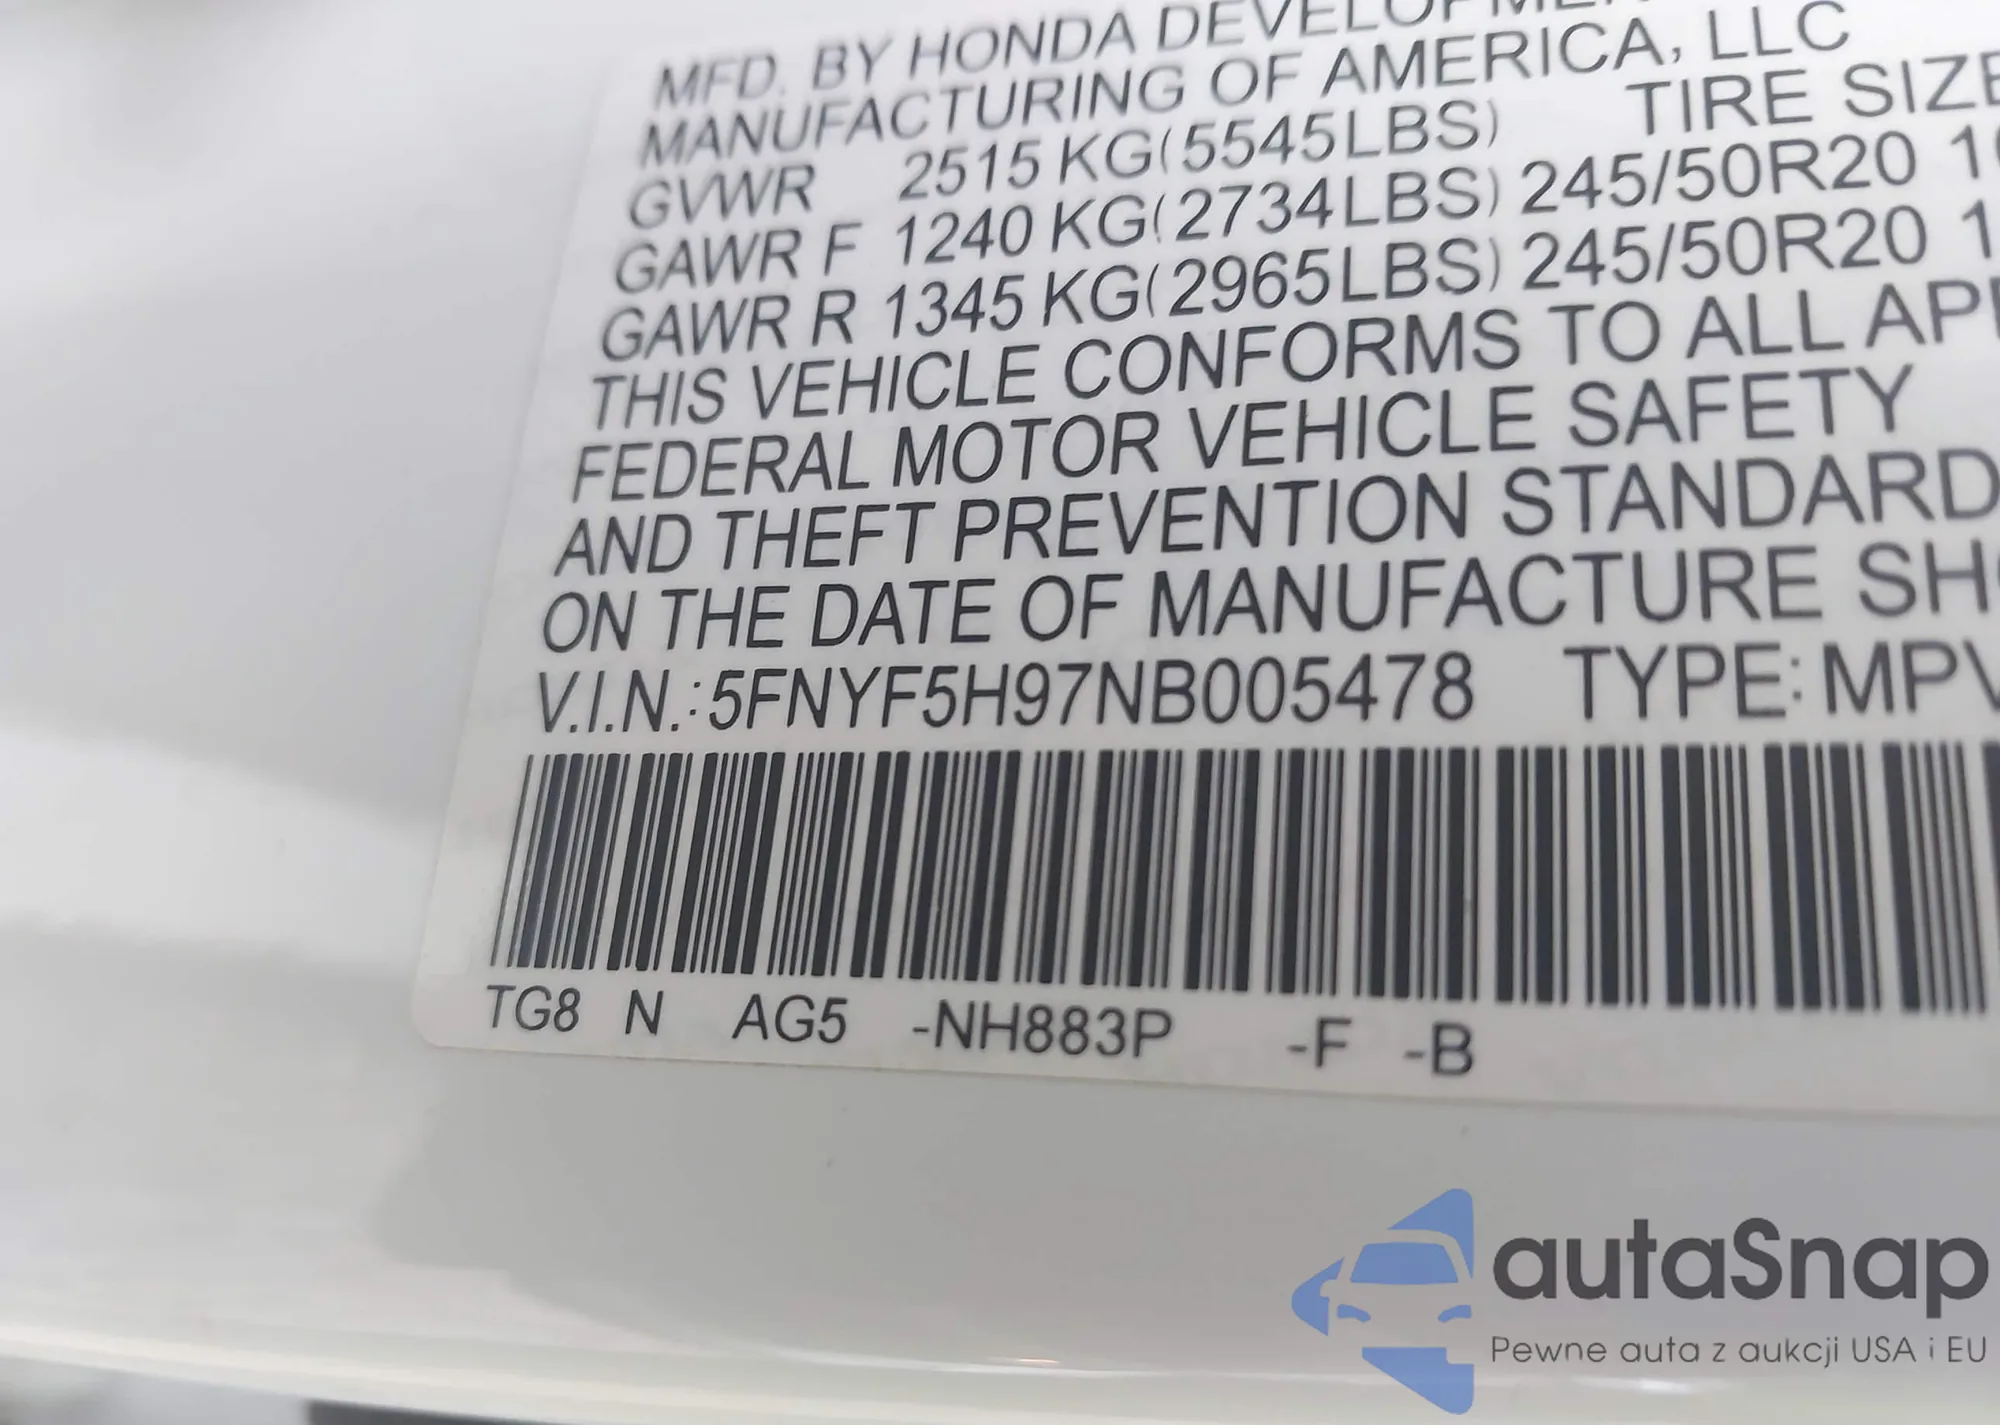 MFD. BY HONDA
MANUFACTURING OF AMERICA, LLC
GVWR 2515 KG(5545LBS) TIRE SIZE
GAWR F 1240 KG(2734LBS) 245/50R20
GAWR R 1345 KG(2965LBS) 245/50R20
THIS VEHICLE CONFORMS TO ALL
FEDERAL MOTOR VEHICLE SAFETY
AND THEFT PREVENTION STANDARD
ON THE DATE OF MANUFACTURE
V.I.N.:5FNYF5H97NB005478 TYPE:MPV
TG8 N AG5 -NH883P -F -B
autaSnap
Pewne auta z aukcji USA i EU